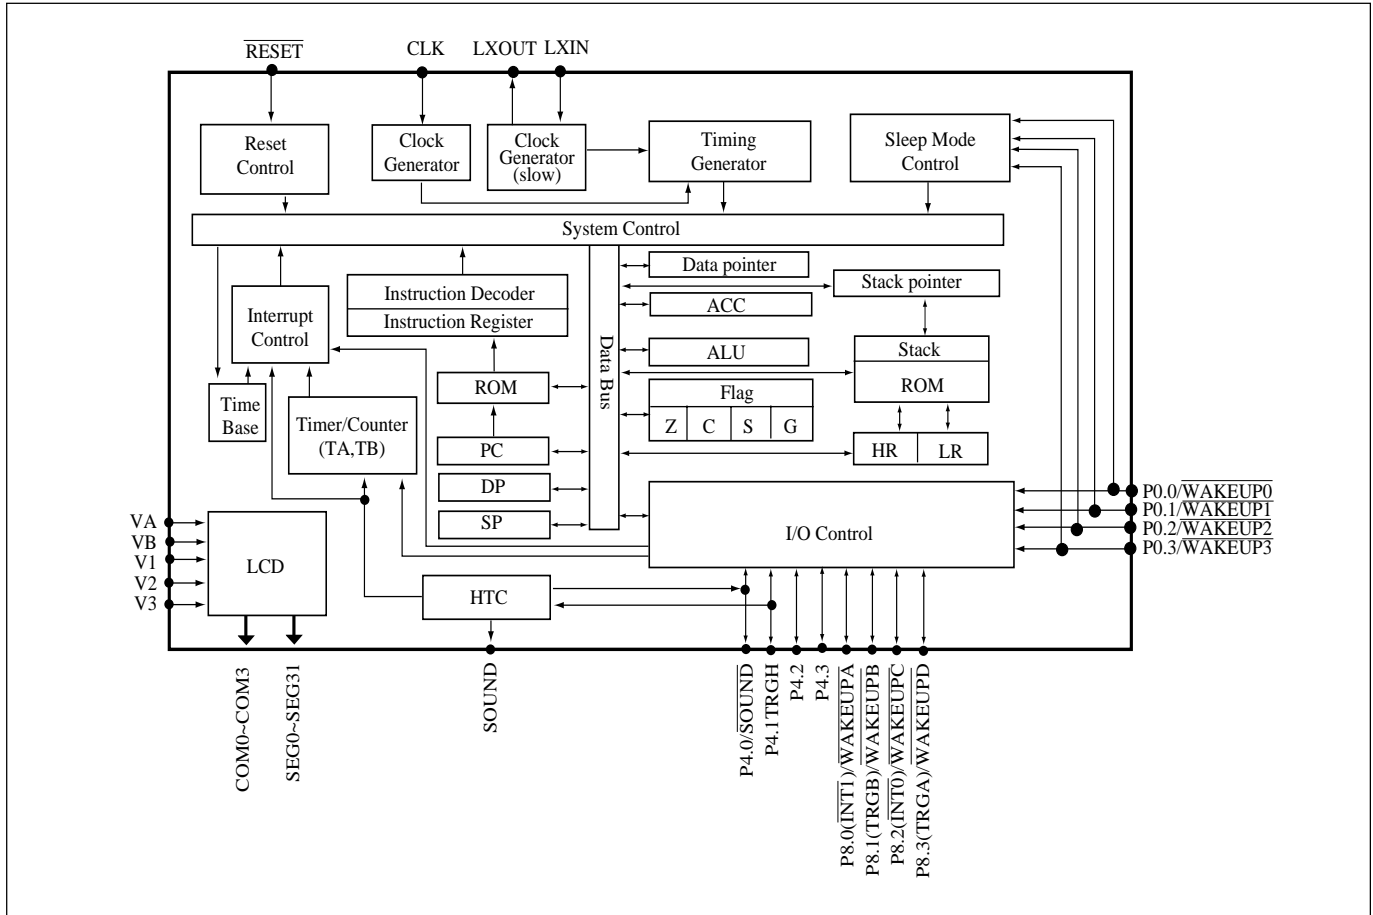 RESET
CLK
LXOUT
LXIN
Reset
Control
Clock
Generator
Clock
Generator
(slow)
Timing
Generator
Sleep Mode
Control
System Control
Data pointer
Stack pointer
ACC
Instruction Decoder
Instruction Register
Interrupt
Control
Data Bus
ALU
Stack
ROM
ROM
Time
Base
Timer/Counter
(TA,TB)
Flag
Z
C
S
G
PC
HR
LR
DP
SP
I/O Control
P0.0/WAKEUP0
P0.1/WAKEUP1
P0.2/WAKEUP2
P0.3/WAKEUP3
VA
VB
V1
V2
V3
LCD
HTC
COM0~COM3
SEG0~SEG31
SOUND
P4.0/SOUND
P4.1TRGH
P4.2
P4.3
P8.0(INT1)/WAKEUPA
P8.1(TRGB)/WAKEUPB
P8.2(INT0)/WAKEUPC
P8.3(TRGA)/WAKEUPD